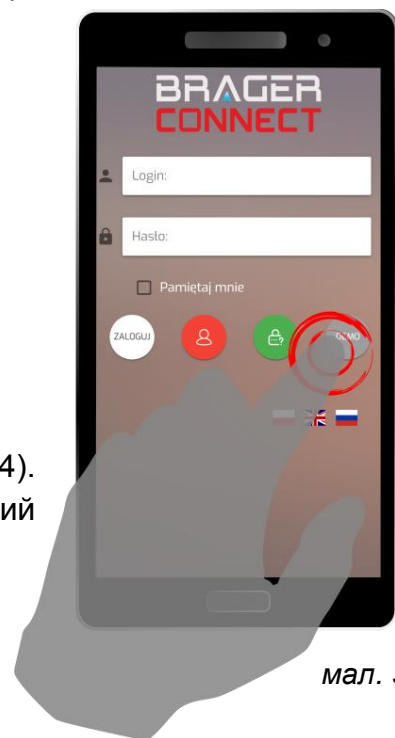 BRAGER
CONNECT
Login:
Hasło:
Pamiętaj mnie
ZALOGUJ
DEMO
4).
ий
мал.